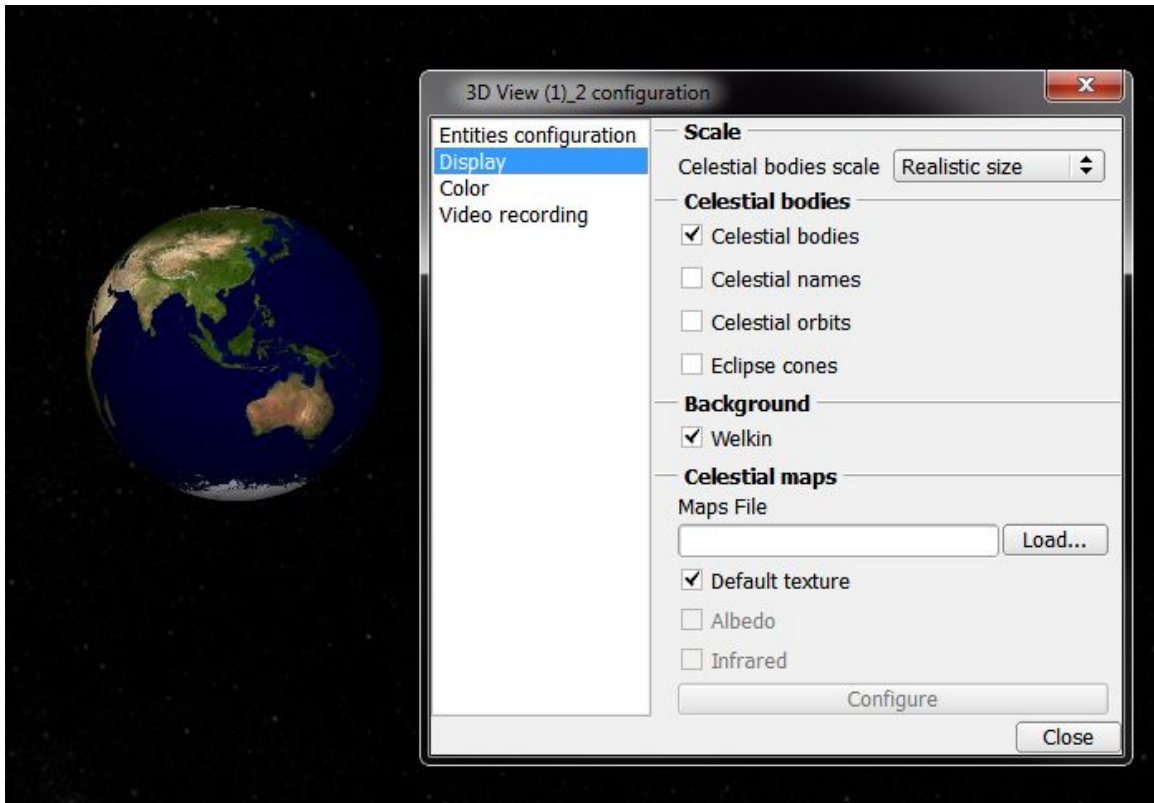 3D View (1)_2 configuration
x
Entities configuration
Display
Color
Video recording
Scale
Celestial bodies scale Realistic size
Celestial bodies
Celestial bodies
Celestial names
Celestial orbits
Eclipse cones
Background
Welkin
Celestial maps
Maps File
Load...
Default texture
Albedo
Infrared
Configure
Close